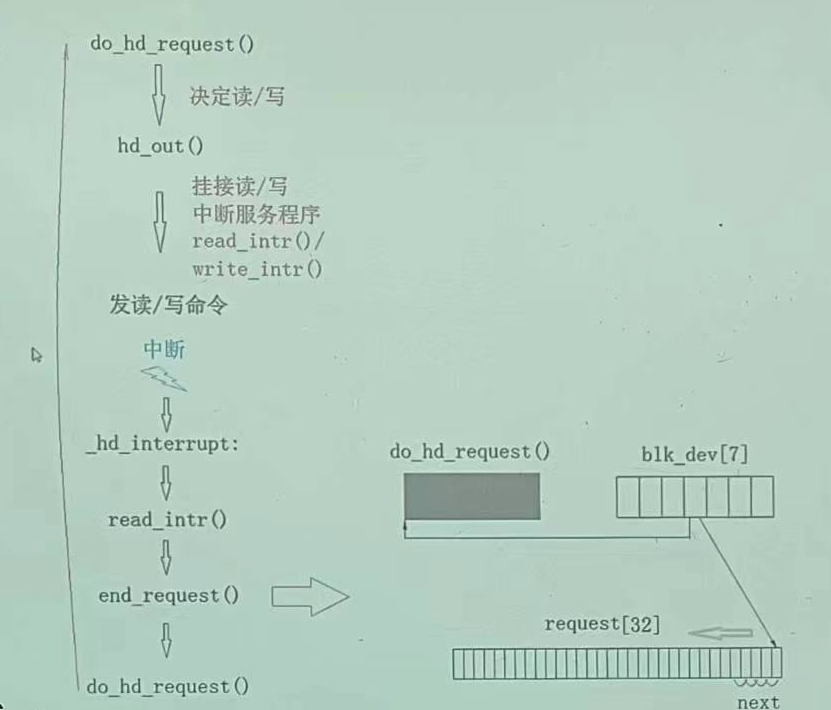 do_hd_request()
决定读/写
hd_out()
挂接读/写
中断服务程序
read_intr()/
write_intr()
发读/写命令
中断
_hd_interrupt:
read_intr()
end_request()
do_hd_request()
do_hd_request()
blk_dev[7]
request[32]
next